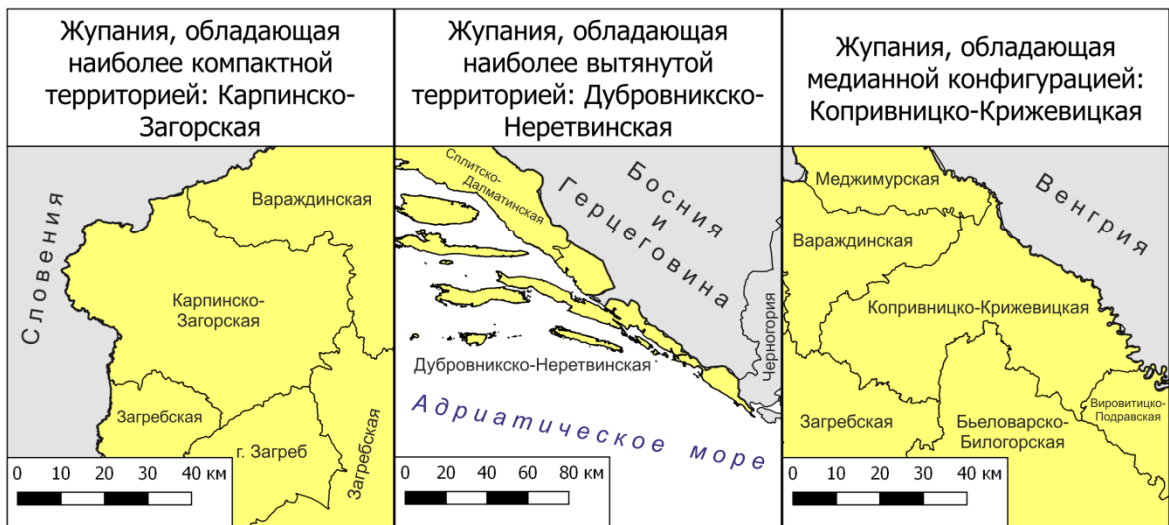 Жупания, обладающая
наиболее компактной
территорией: Карпинско-
Загорская
Жупания, обладающая
наиболее вытянутой
территорией: Дубровникско-
Неретвинская
Жупания, обладающая
медианной конфигурацией:
Копривницко-Крижевицкая
Словения
Вараждинская
Карпинско-
Загорская
Загребская
г. Загреб
Загребская
0 10 20 30 40 км
Сплитско-
Далматинская
Босния
и
Герцеговина
Черногория
Дубровникско-Неретвинская
Адриатическое море
0 20 40 60 80 км
Меджимурская
Венгрия
Вараждинская
Копривницко-Крижевицкая
Загребская
Бьеловарско-
Билогорская
Вировитицко-
Подравская
0 10 20 30 40 км